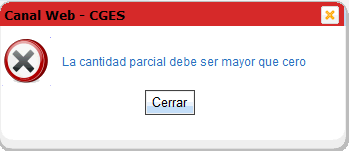 Canal Web - CGES
La cantidad parcial debe ser mayor que cero
Cerrar